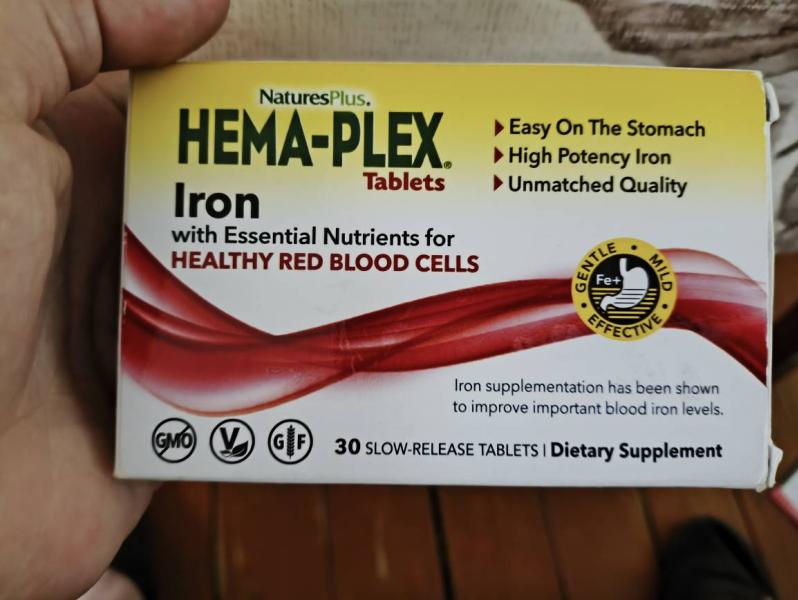 NaturesPlus.
HEMA-PLEX®
Tablets
Iron
with Essential Nutrients for
HEALTHY RED BLOOD CELLS
Easy On The Stomach
High Potency Iron
Unmatched Quality
GENTLE • MILD • EFFECTIVE •
Fe+
Iron supplementation has been shown
to improve important blood iron levels.
GMO
V
GF
30 SLOW-RELEASE TABLETS | Dietary Supplement